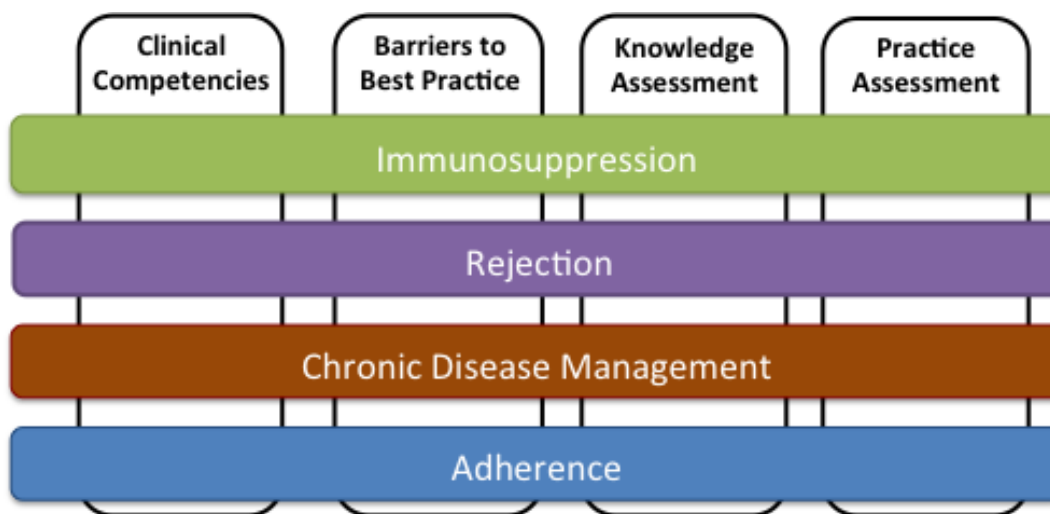 Clinical
Competencies
Barriers to
Best Practice
Knowledge
Assessment
Practice
Assessment
Immunosuppression
Rejection
Chronic Disease Management
Adherence